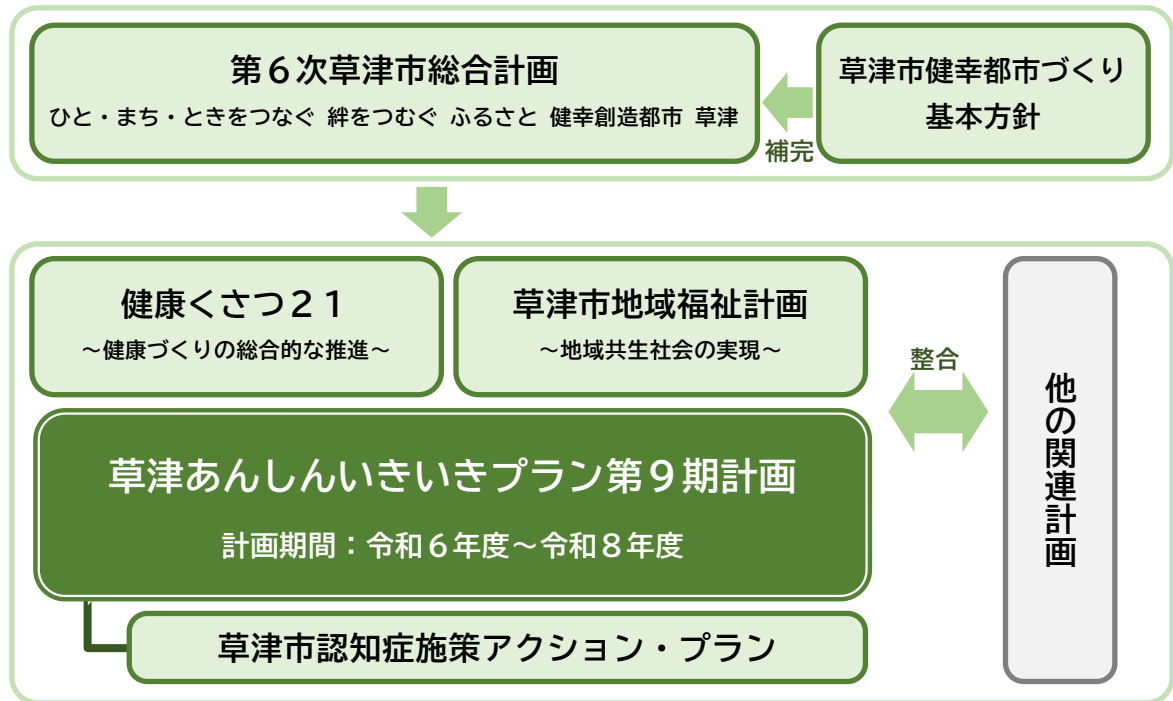 第６次草津市総合計画
ひと・まち・ときをつなぐ 絆をつむぐ ふるさと 健幸創造都市 草津
補完
草津市健幸都市づくり
基本方針
健康くさつ２１
～健康づくりの総合的な推進～
草津市地域福祉計画
～地域共生社会の実現～
整合
他の関連計画
草津あんしんいきいきプラン第９期計画
計画期間：令和６年度～令和８年度
草津市認知症施策アクション・プラン